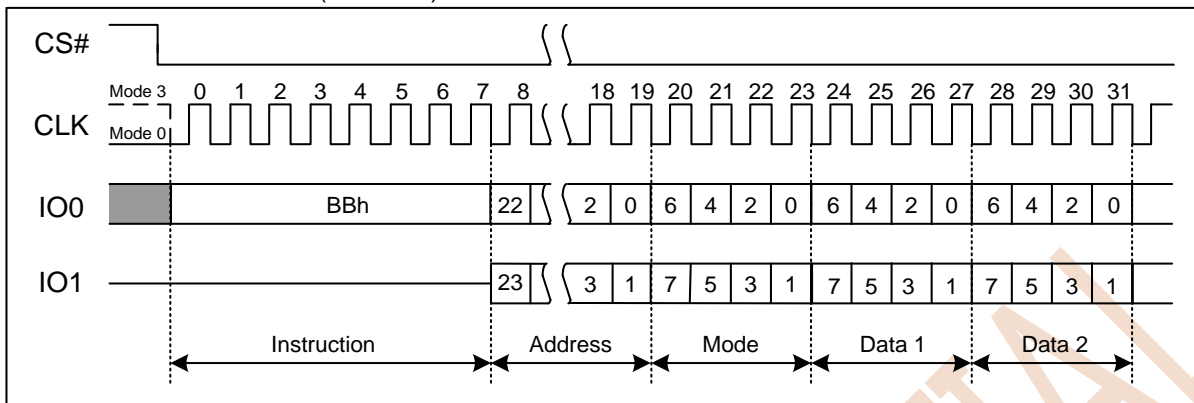 CS#
Mode 3 0 1 2 3 4 5 6 7 8 18 19 20 21 22 23 24 25 26 27 28 29 30 31
CLK
Mode 0
IO0 BBh 22 2 0 6 4 2 0 6 4 2 0 6 4 2 0
IO1 23 3 1 7 5 3 1 7 5 3 1 7 5 3 1
Instruction Address Mode Data 1 Data 2